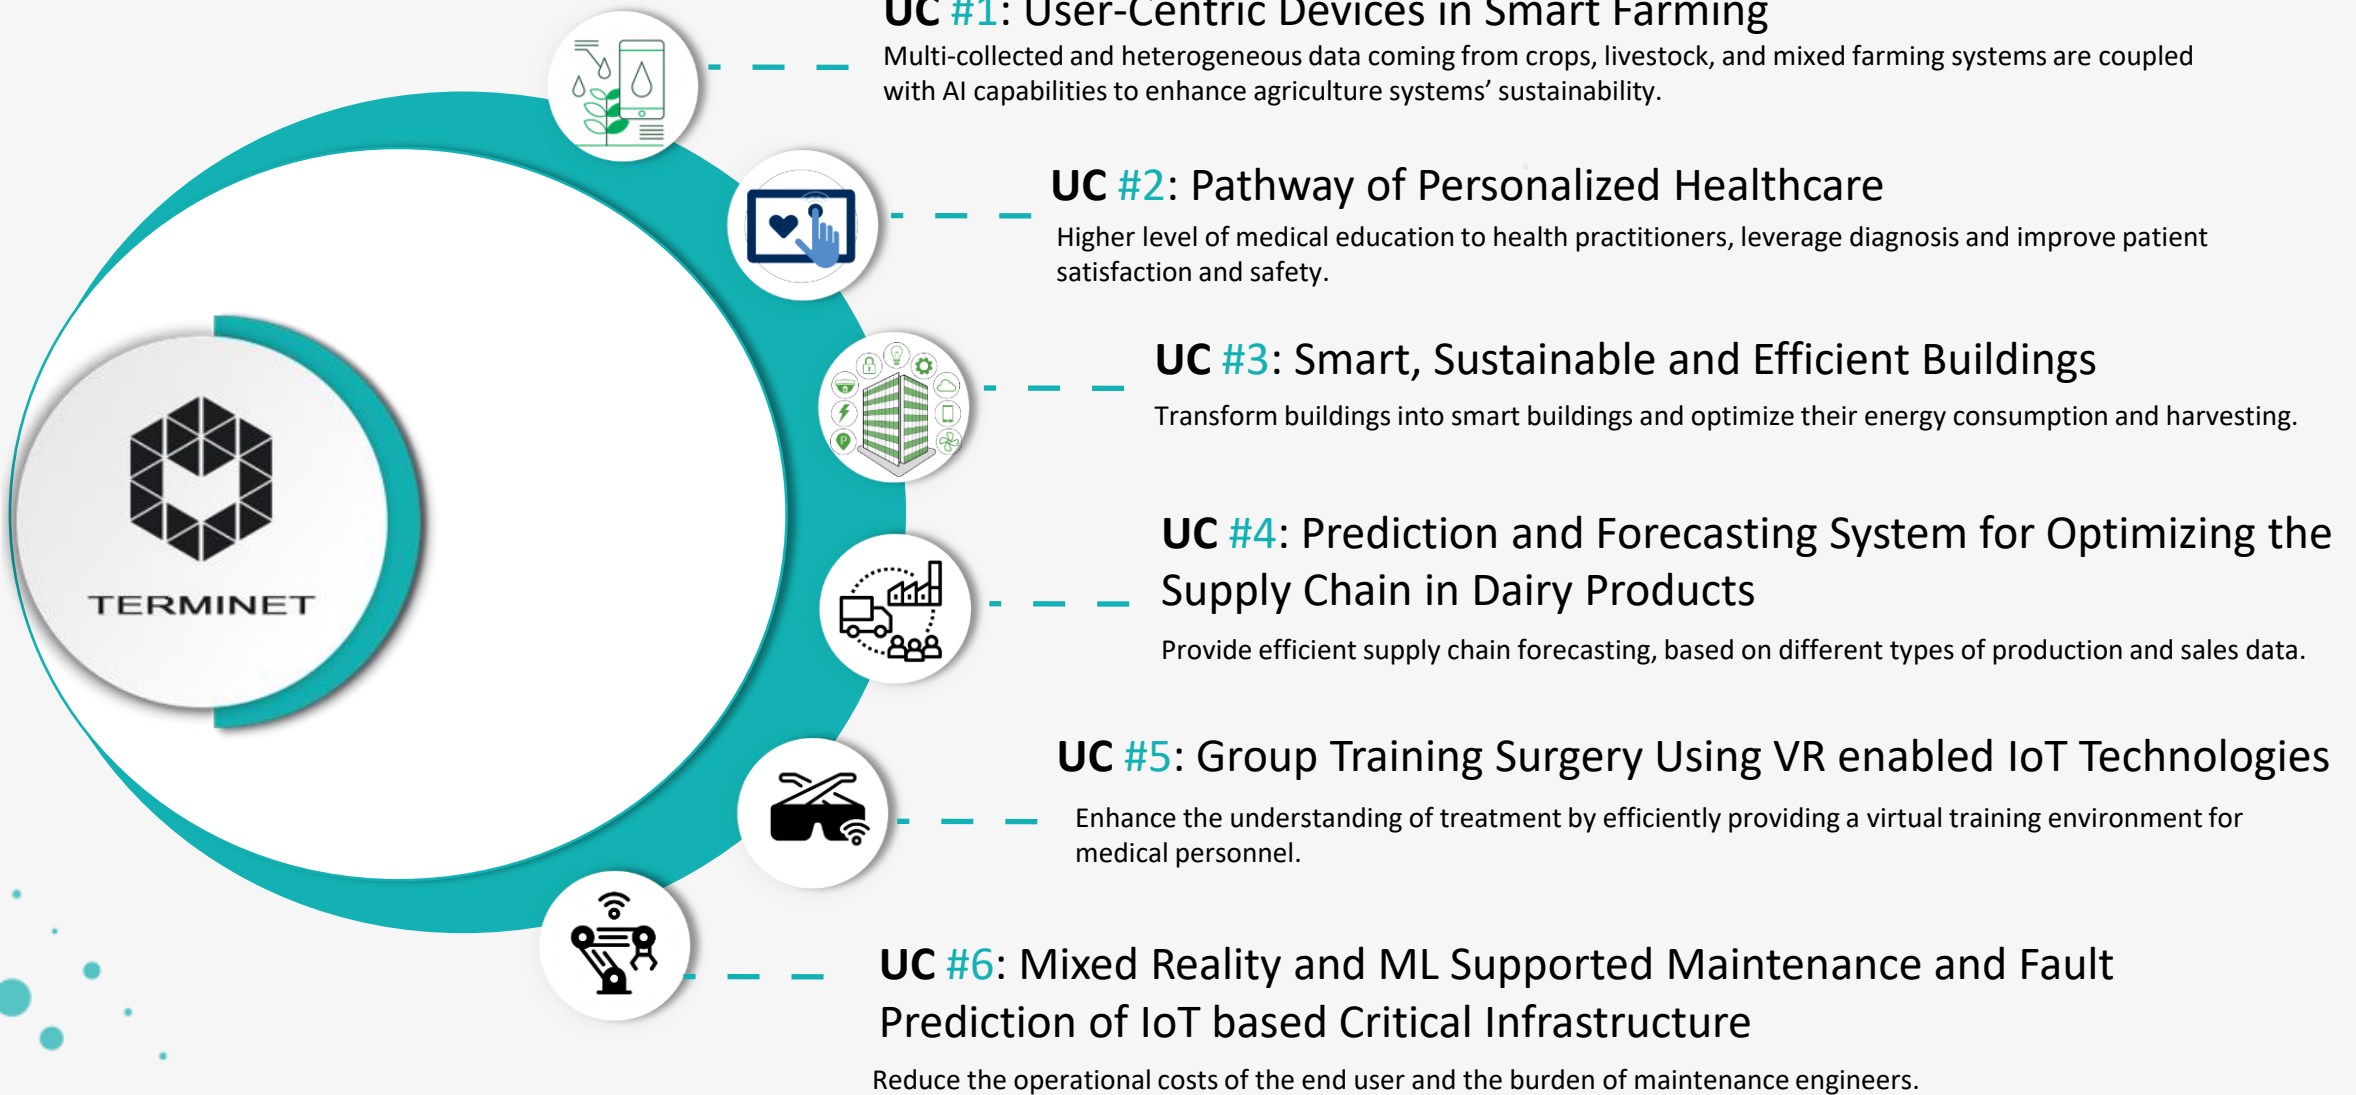 UC #1: User-Centric Devices in Smart Farming
Multi-collected and heterogeneous data coming from crops, livestock, and mixed farming systems are coupled
with AI capabilities to enhance agriculture systems’ sustainability.
UC #2: Pathway of Personalized Healthcare
Higher level of medical education to health practitioners, leverage diagnosis and improve patient
satisfaction and safety.
UC #3: Smart, Sustainable and Efficient Buildings
Transform buildings into smart buildings and optimize their energy consumption and harvesting.
P
TERMINET
UC #4: Prediction and Forecasting System for Optimizing the
Supply Chain in Dairy Products
Provide efficient supply chain forecasting, based on different types of production and sales data.
UC #5: Group Training Surgery Using VR enabled IoT Technologies
Enhance the understanding of treatment by efficiently providing a virtual training environment for
medical personnel.
UC #6: Mixed Reality and ML Supported Maintenance and Fault
Prediction of IoT based Critical Infrastructure
Reduce the operational costs of the end user and the burden of maintenance engineers.